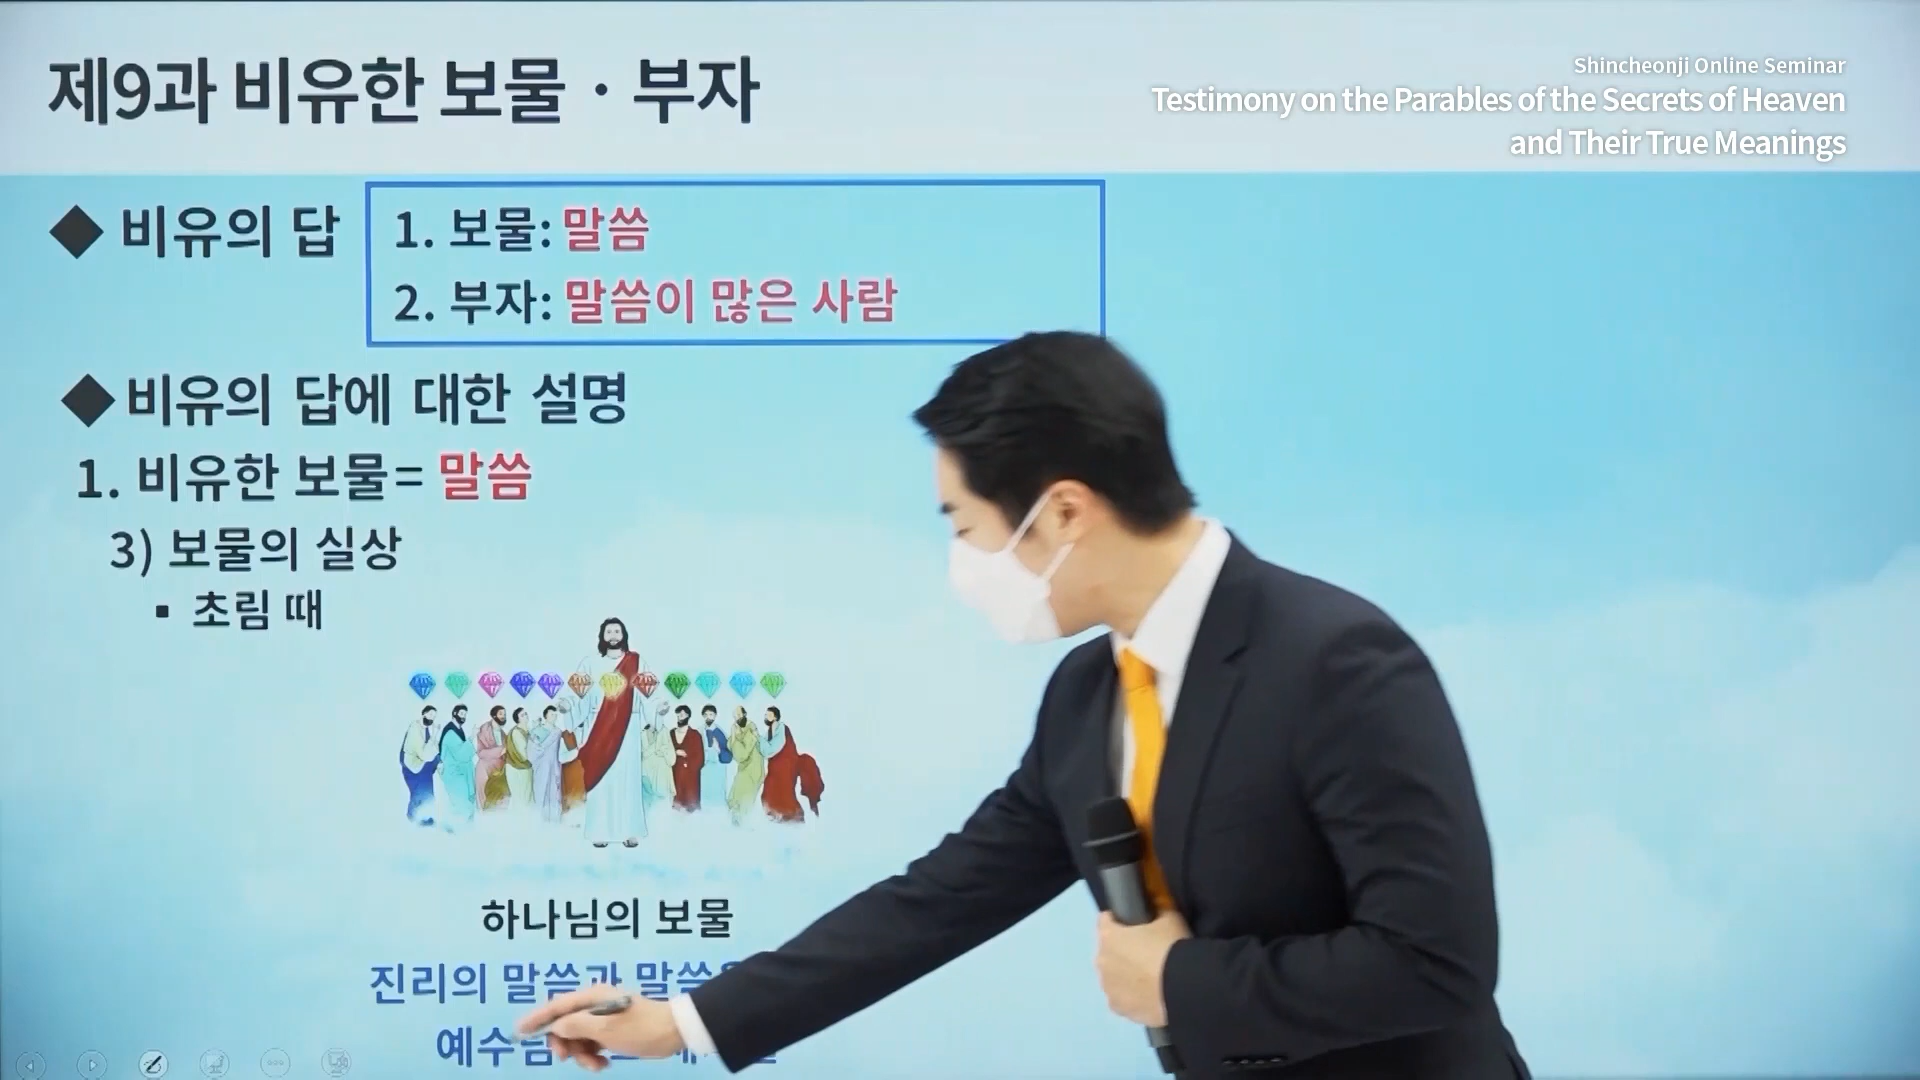 제9과 비유한 보물 · 부자
Shincheonji Online Seminar
Testimony on the Parables of the Secrets of Heaven
and Their True Meanings
◆ 비유의 답
1. 보물: 말씀
2. 부자: 말씀이 많은 사람
◆ 비유의 답에 대한 설명
1. 비유한 보물= 말씀
3) 보물의 실상
▪ 초림 때
하나님의 보물
진리의 말씀과
예수님